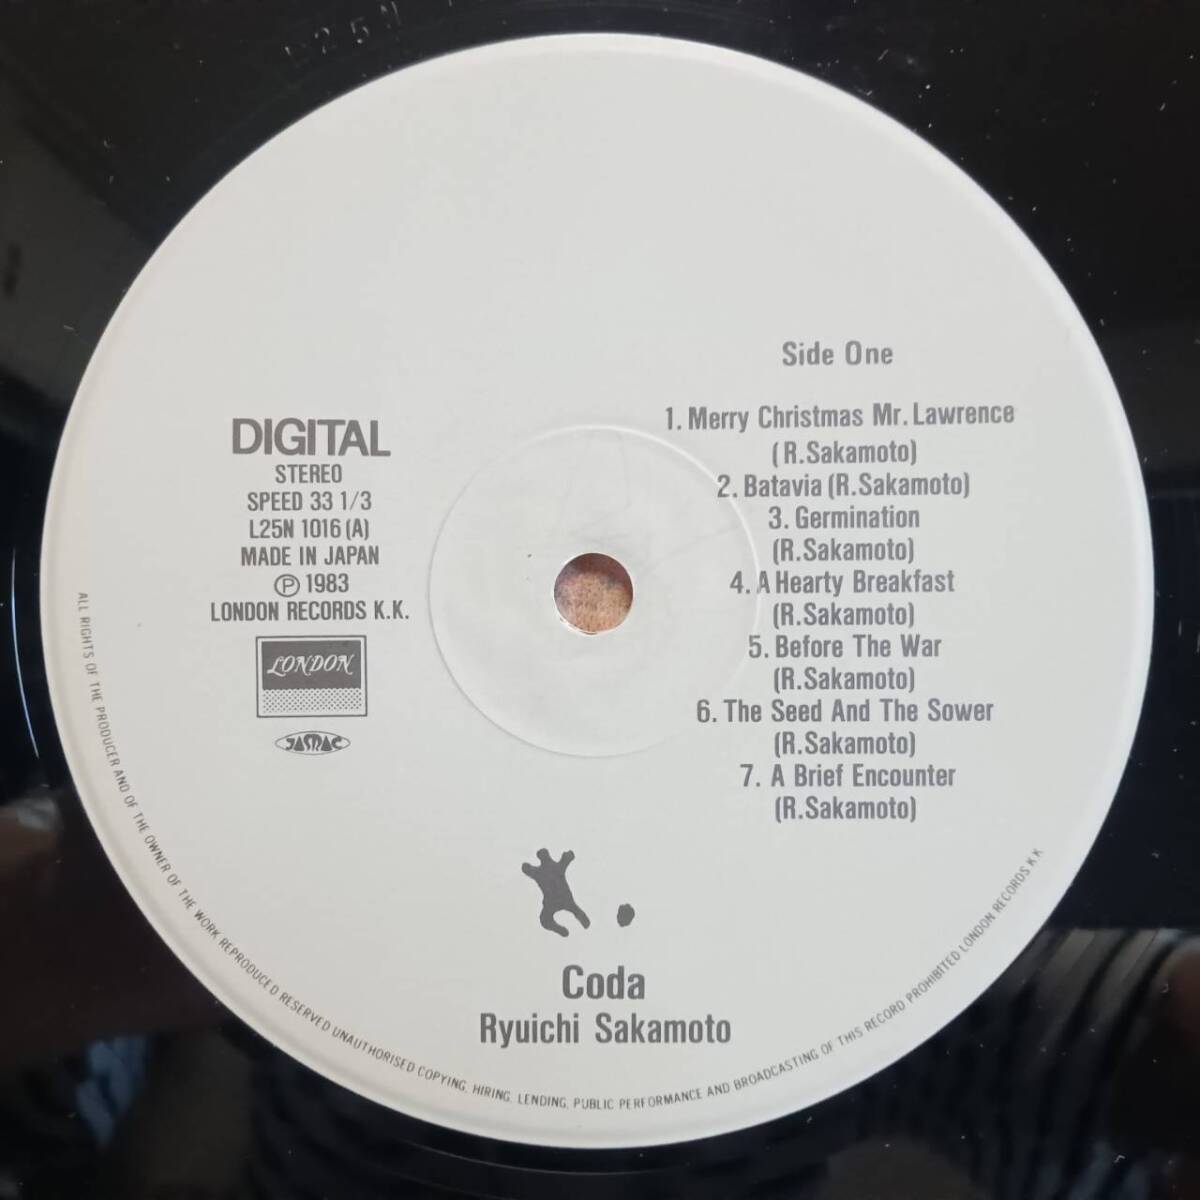 Side One
1. Merry Christmas Mr. Lawrence
(R.Sakamoto)
2. Batavia (R.Sakamoto)
3. Germination
(R.Sakamoto)
4. A Hearty Breakfast
(R.Sakamoto)
5. Before The War
(R.Sakamoto)
6. The Seed And The Sower
(R.Sakamoto)
7. A Brief Encounter
(R.Sakamoto)
DIGITAL
STEREO
SPEED 33 1/3
L25N 1016 (A)
MADE IN JAPAN
Ⓟ 1983
LONDON RECORDS K.K.
LONDON
JASRAC
Coda
Ryuichi Sakamoto
ALL RIGHTS OF THE PRODUCER AND OF THE OWNER OF THE WORK REPRODUCED RESERVED UNAUTHORISED COPYING, HIRING, LENDING, PUBLIC PERFORMANCE AND BROADCASTING OF THIS RECORD PROHIBITED LONDON RECORDS K K